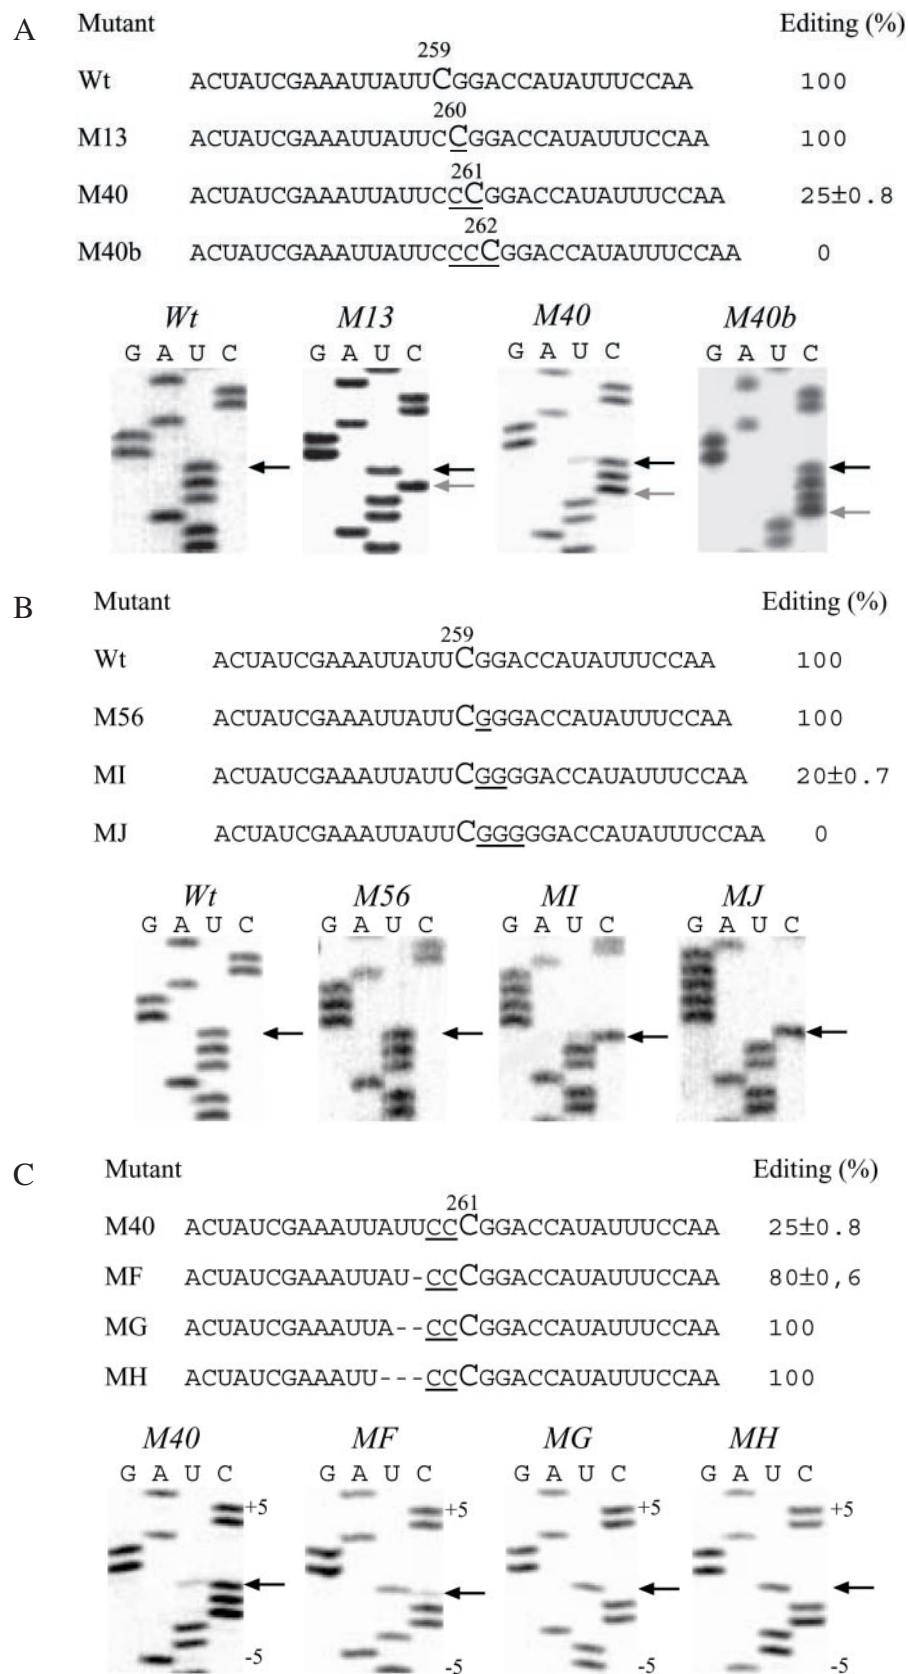 A
Mutant Editing (%)
259
Wt ACUAUCGAAAUUAUUCGGACCAUAUUUCCAA 100
260
M13 ACUAUCGAAAUUAUUCCGGACCAUAUUUCCAA 100
261
M40 ACUAUCGAAAUUAUUCCCGGACCAUAUUUCCAA 25±0.8
262
M40b ACUAUCGAAAUUAUUCCCCGGACCAUAUUUCCAA 0
Wt M13 M40 M40b
G A U C G A U C G A U C G A U C
B
Mutant Editing (%)
259
Wt ACUAUCGAAAUUAUUCGGACCAUAUUUCCAA 100
M56 ACUAUCGAAAUUAUUCGGGACCAUAUUUCCAA 100
MI ACUAUCGAAAUUAUUCGGGGACCAUAUUUCCAA 20±0.7
MJ ACUAUCGAAAUUAUUCGGGGGACCAUAUUUCCAA 0
Wt M56 MI MJ
G A U C G A U C G A U C G A U C
C
Mutant Editing (%)
261
M40 ACUAUCGAAAUUAUUCCCGGACCAUAUUUCCAA 25±0.8
MF ACUAUCGAAAUUAU-CCCGGACCAUAUUUCCAA 80±0,6
MG ACUAUCGAAAUUA--CCCGGACCAUAUUUCCAA 100
MH ACUAUCGAAAUU---CCCGGACCAUAUUUCCAA 100
M40 MF MG MH
G A U C G A U C G A U C G A U C
+5 +5 +5 +5
-5 -5 -5 -5